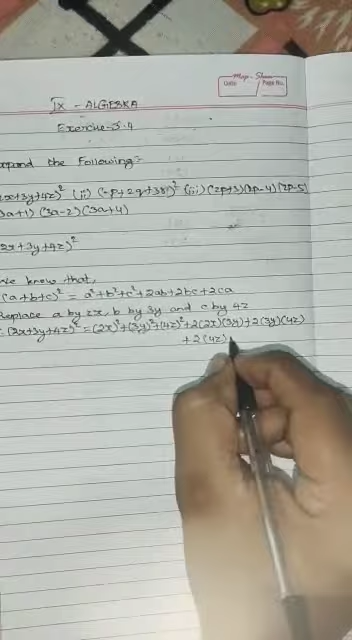 Date:
Page No.
IX - ALGEBRA
Exercise-3.4
the Following:-
+3y+4z)² (ii) (-p+2q+3r)² (iii) (2p+3)(2p-4)(2p-5)
3a+1) (3a-2) (3a+4)
2x+3y+4z)²
know that,
(a+b+c)² = a²+b²+c²+2ab+2bc+2ca
Replace a by 2x, b by 3y and c by 4z
(2x+3y+4z)² = (2x)²+(3y)²+(4z)²+2(2x)(3y)+2(3y)(4z)
+2(4z)